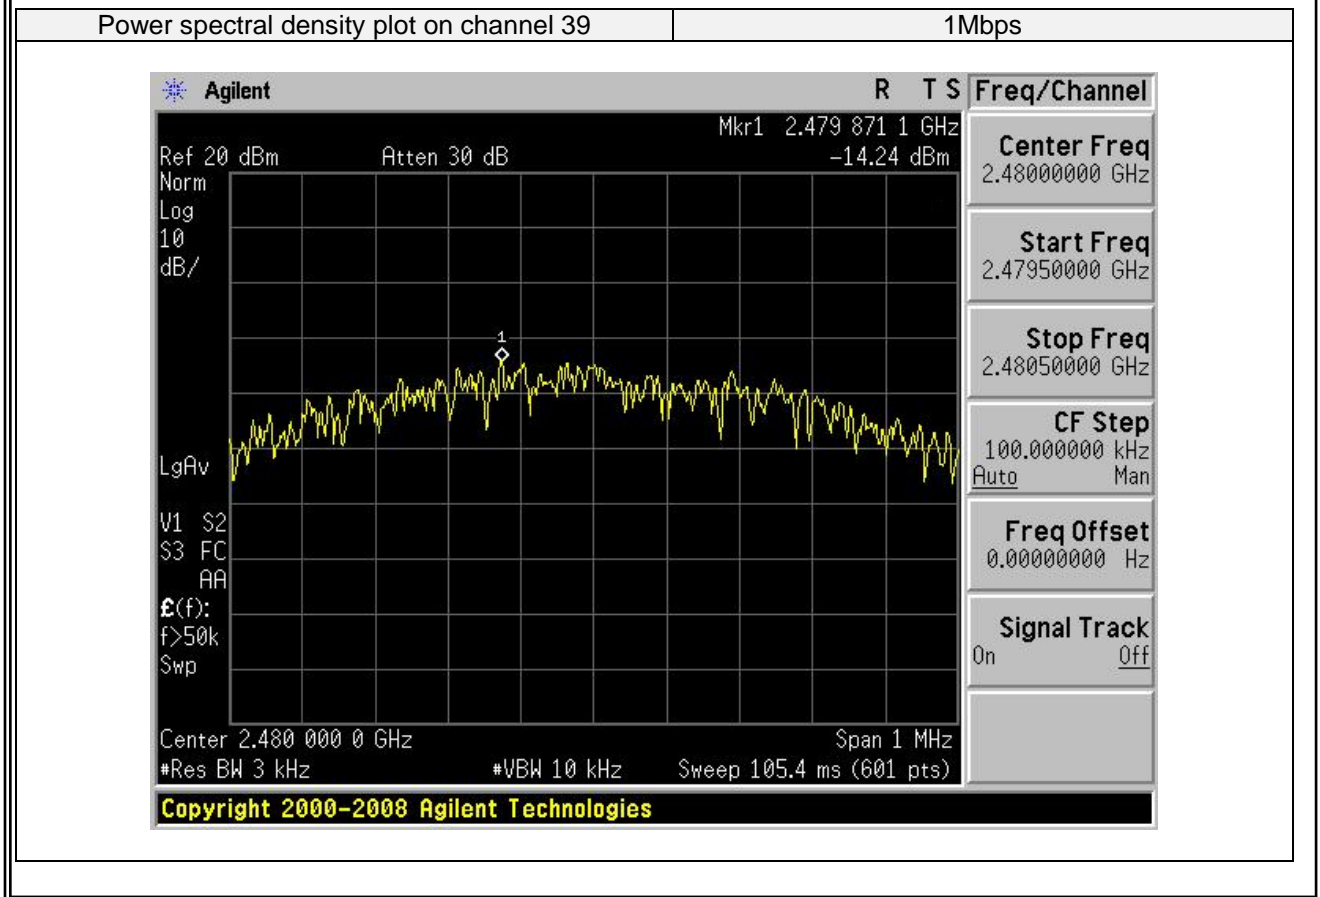 Power spectral density plot on channel 39 1Mbps
Agilent R T S Freq/Channel
Mkr1 2.479 871 1 GHz
Ref 20 dBm Atten 30 dB -14.24 dBm
Norm
Log
10
dB/
1
LgAv
V1 S2
S3 FC
AA
£(f):
f>50k
Swp
Center 2.480 000 0 GHz Span 1 MHz
#Res BW 3 kHz #VBW 10 kHz Sweep 105.4 ms (601 pts)
Center Freq
2.48000000 GHz
Start Freq
2.47950000 GHz
Stop Freq
2.48050000 GHz
CF Step
100.000000 kHz
Auto Man
Freq Offset
0.00000000 Hz
Signal Track
On Off
Copyright 2000-2008 Agilent Technologies